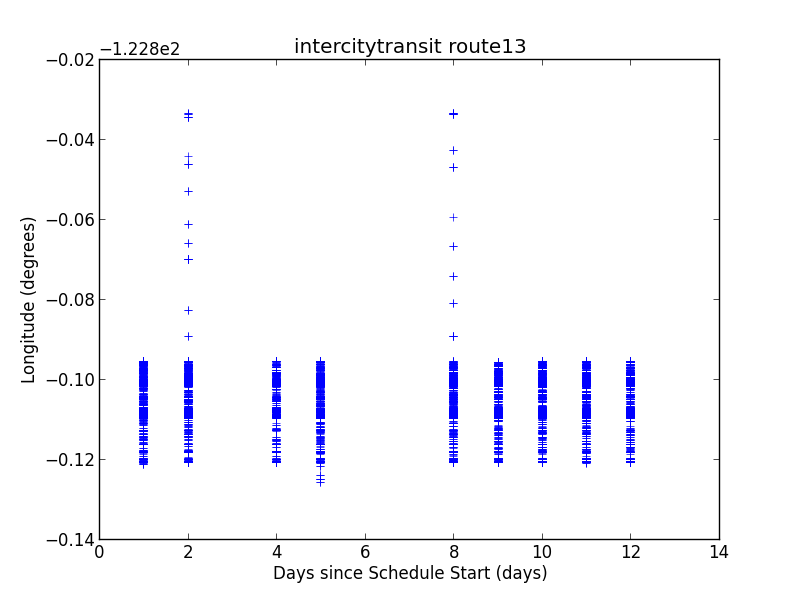 intercitytransit route13
−1.228e2
−0.02
−0.04
−0.06
−0.08
−0.10
−0.12
−0.14
Longitude (degrees)
0 2 4 6 8 10 12 14
Days since Schedule Start (days)